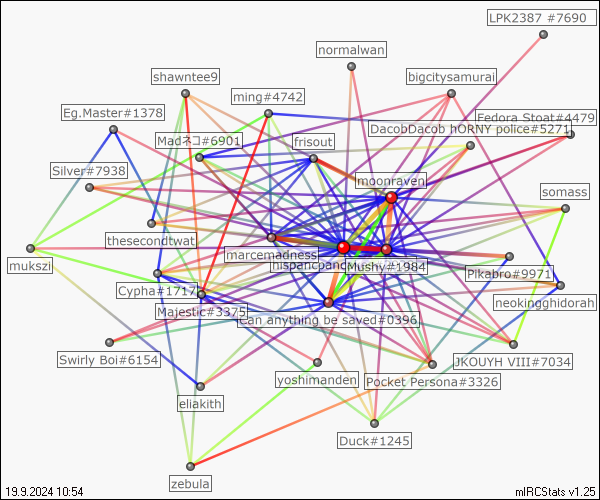 LPK2387 #7690
normalwan
shawntee9
bigcitysamurai
ming#4742
Eg.Master#1378
Fedora Stoat#4479
DacobDacob hORNY police#5271
Madネコ#6901
frisout
Silver#7938
moonraven
somass
thesecondtwat
marcemadness
mukszi
Mushy#1984
Pikabro#9971
Cypha#1717
neokingghidorah
Majestic#3375
Can anything be saved#0396
Swirly Boi#6154
JKOUYH VIII#7034
yoshimanden
Pocket Persona#3326
eliakith
Duck#1245
zebula
19.9.2024 10:54
mIRCStats v1.25